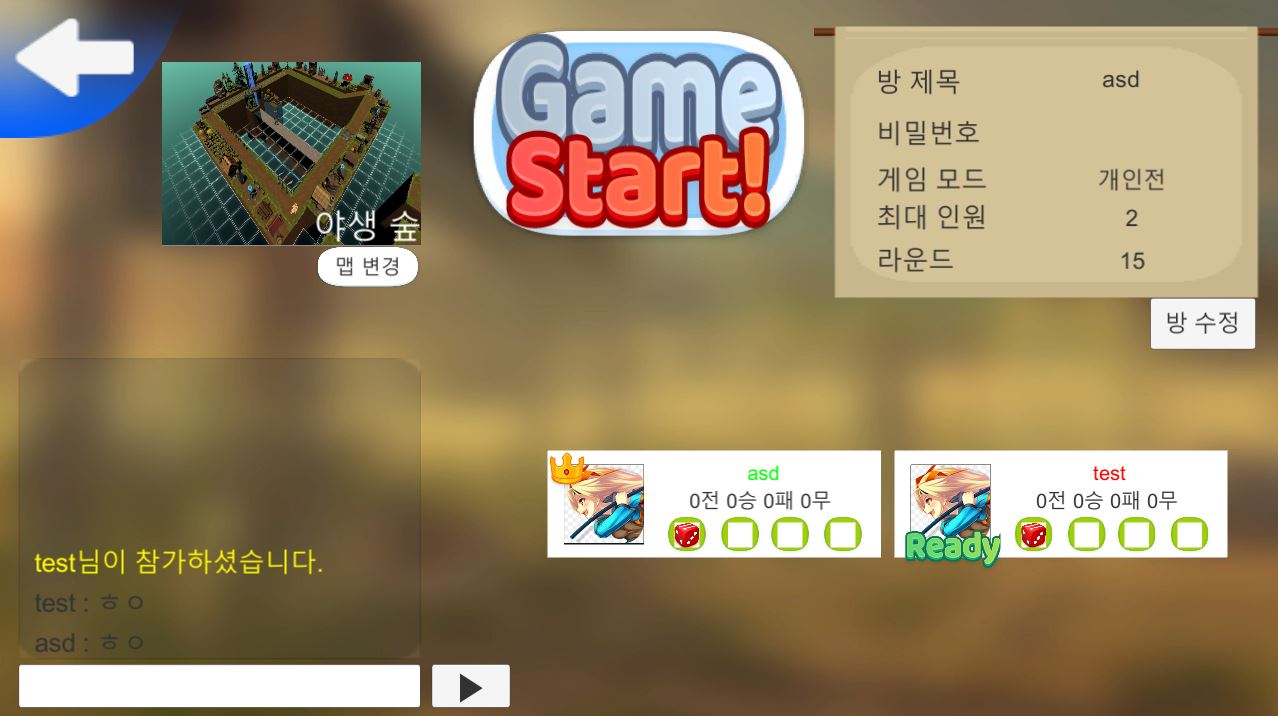 야생 숲
맵 변경
Game
Start!
방 제목 asd
비밀번호
게임 모드 개인전
최대 인원 2
라운드 15
방 수정
asd
0전 0승 0패 0무
test
0전 0승 0패 0무
Ready
test님이 참가하셨습니다.
test : ㅎㅇ
asd : ㅎㅇ